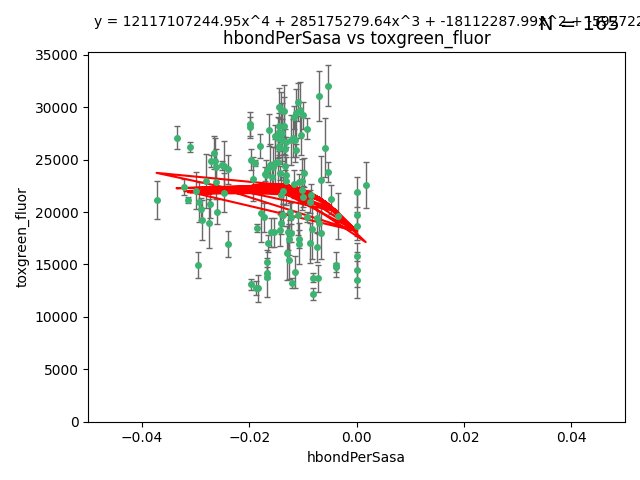 y = 12117107244.95x^4 + 285175279.64x^3 + -18112287.99x^2 +
N = 165
hbondPerSasa vs toxgreen_fluor
35000
30000
25000
20000
15000
10000
5000
0
toxgreen_fluor
-0.04 -0.02 0.00 0.02 0.04
hbondPerSasa